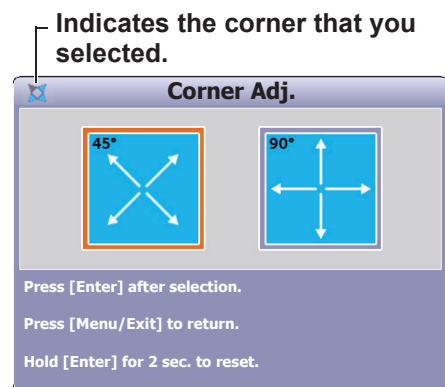 Indicates the corner that you
selected.
Corner Adj.
45° 90°
Press [Enter] after selection.
Press [Menu/Exit] to return.
Hold [Enter] for 2 sec. to reset.